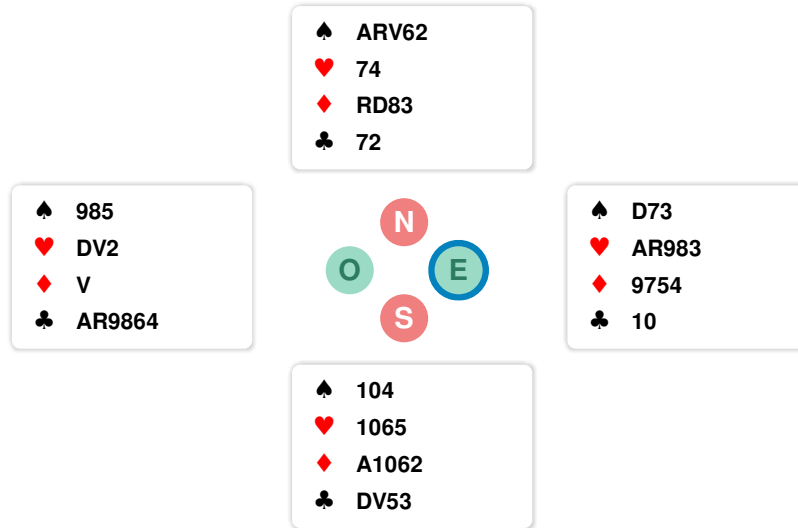 ♠ ARV62
♥ 74
♦ RD83
♣ 72
♠ 985
♥ DV2
♦ V
♣ AR9864
N
O E
S
♠ D73
♥ AR983
♦ 9754
♣ 10
♠ 104
♥ 1065
♦ A1062
♣ DV53